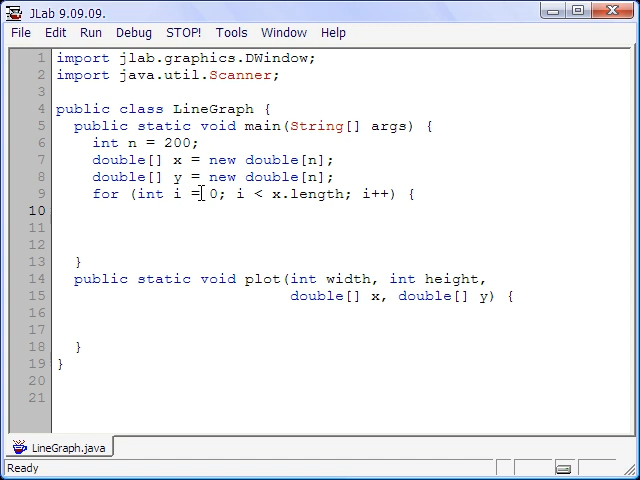 JLab 9.09.09.
File Edit Run Debug STOP! Tools Window Help
1 import jlab.graphics.DWindow;
2 import java.util.Scanner;
3
4 public class LineGraph {
5 public static void main(String[] args) {
6 int n = 200;
7 double[] x = new double[n];
8 double[] y = new double[n];
9 for (int i = 0; i < x.length; i++) {
10
11
12
13 }
14 public static void plot(int width, int height,
15 double[] x, double[] y) {
16
17
18 }
19 }
20
21
LineGraph.java
Ready